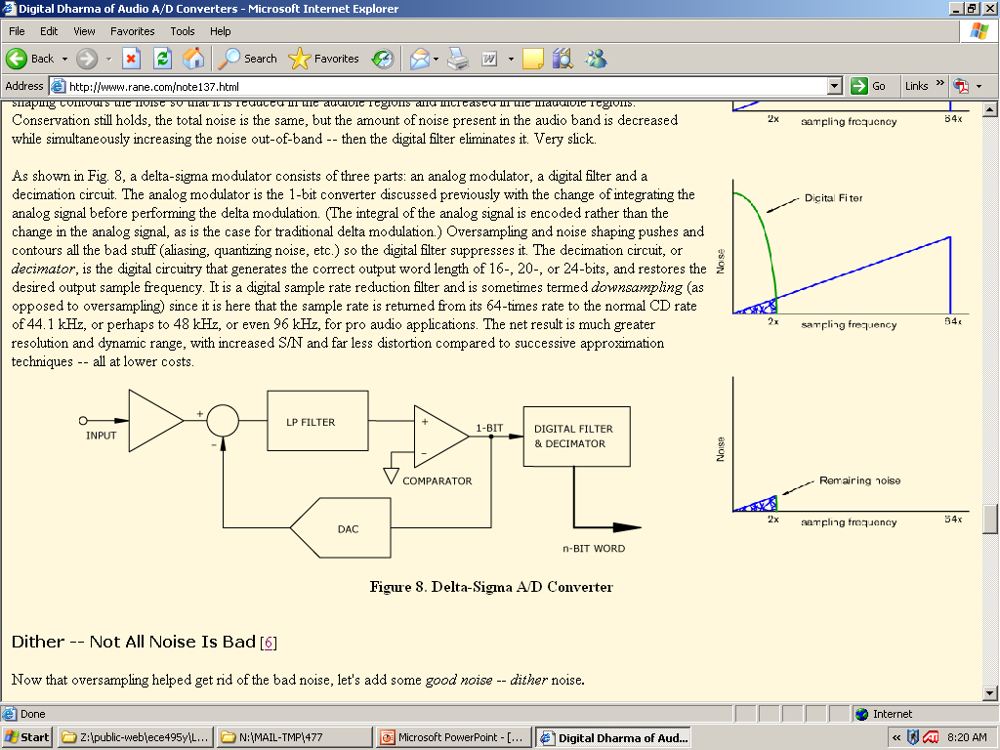 Digital Dharma of Audio A/D Converters - Microsoft Internet Explorer
File Edit View Favorites Tools Help
Back Search Favorites
Address http://www.rane.com/note137.html Go Links »
shaping contours the noise so that it is reduced in the audible regions and increased in the inaudible regions.
Conservation still holds, the total noise is the same, but the amount of noise present in the audio band is decreased
while simultaneously increasing the noise out-of-band -- then the digital filter eliminates it. Very slick.
As shown in Fig. 8, a delta-sigma modulator consists of three parts: an analog modulator, a digital filter and a
decimation circuit. The analog modulator is the 1-bit converter discussed previously with the change of integrating the
analog signal before performing the delta modulation. (The integral of the analog signal is encoded rather than the
change in the analog signal, as is the case for traditional delta modulation.) Oversampling and noise shaping pushes and
contours all the bad stuff (aliasing, quantizing noise, etc.) so the digital filter suppresses it. The decimation circuit, or
decimator, is the digital circuitry that generates the correct output word length of 16-, 20-, or 24-bits, and restores the
desired output sample frequency. It is a digital sample rate reduction filter and is sometimes termed downsampling (as
opposed to oversampling) since it is here that the sample rate is returned from its 64-times rate to the normal CD rate
of 44.1 kHz, or perhaps to 48 kHz, or even 96 kHz, for pro audio applications. The net result is much greater
resolution and dynamic range, with increased S/N and far less distortion compared to successive approximation
techniques -- all at lower costs.
2x sampling frequency 64x
Digital Filter
Noise
2x sampling frequency 64x
Noise
Remaining noise
2x sampling frequency 64x
INPUT
+
-
LP FILTER
+
-
COMPARATOR
1-BIT
DIGITAL FILTER
& DECIMATOR
DAC
n-BIT WORD
Figure 8. Delta-Sigma A/D Converter
Dither -- Not All Noise Is Bad [6]
Now that oversampling helped get rid of the bad noise, let's add some good noise -- dither noise.
Done Internet
Start Z:\public-web\ece495y\L... N:\MAIL-TMP\477 Microsoft PowerPoint - [... Digital Dharma of Aud... « 8:20 AM